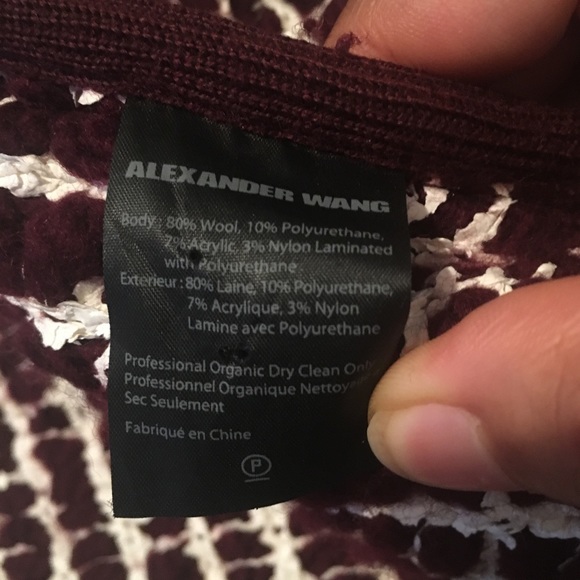 ALEXANDER WANG
Body : 80% Wool, 10% Polyurethane,
7% Acrylic, 3% Nylon Laminated
with Polyurethane
Exterieur : 80% Laine, 10% Polyurethane,
7% Acrylique, 3% Nylon
Lamine avec Polyurethane
Professional Organic Dry Clean
Professionnel Organique
Sec Seulement
Fabriqué en Chine
P